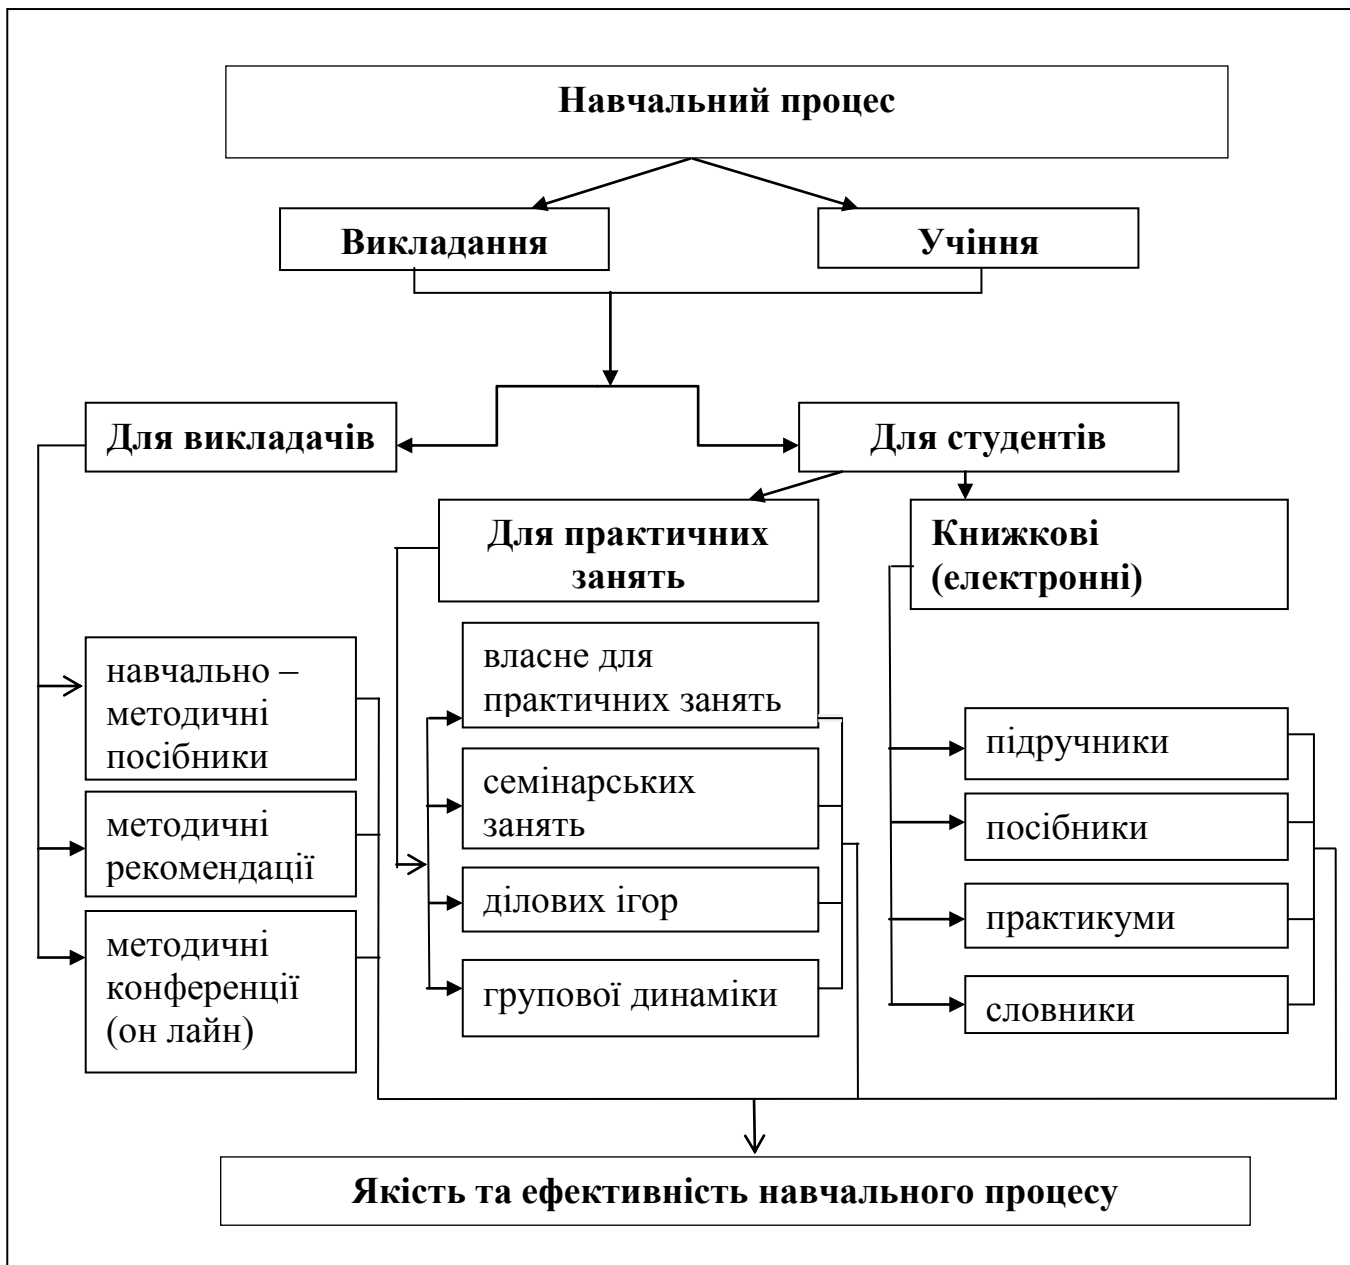 Навчальний процес
Викладання
Учіння
Для викладачів
Для студентів
Для практичних
занять
Книжкові
(електронні)
навчально –
методичні
посібники
методичні
рекомендації
методичні
конференції
(он лайн)
власне для
практичних занять
семінарських
занять
ділових ігор
групової динаміки
підручники
посібники
практикуми
словники
Якість та ефективність навчального процесу